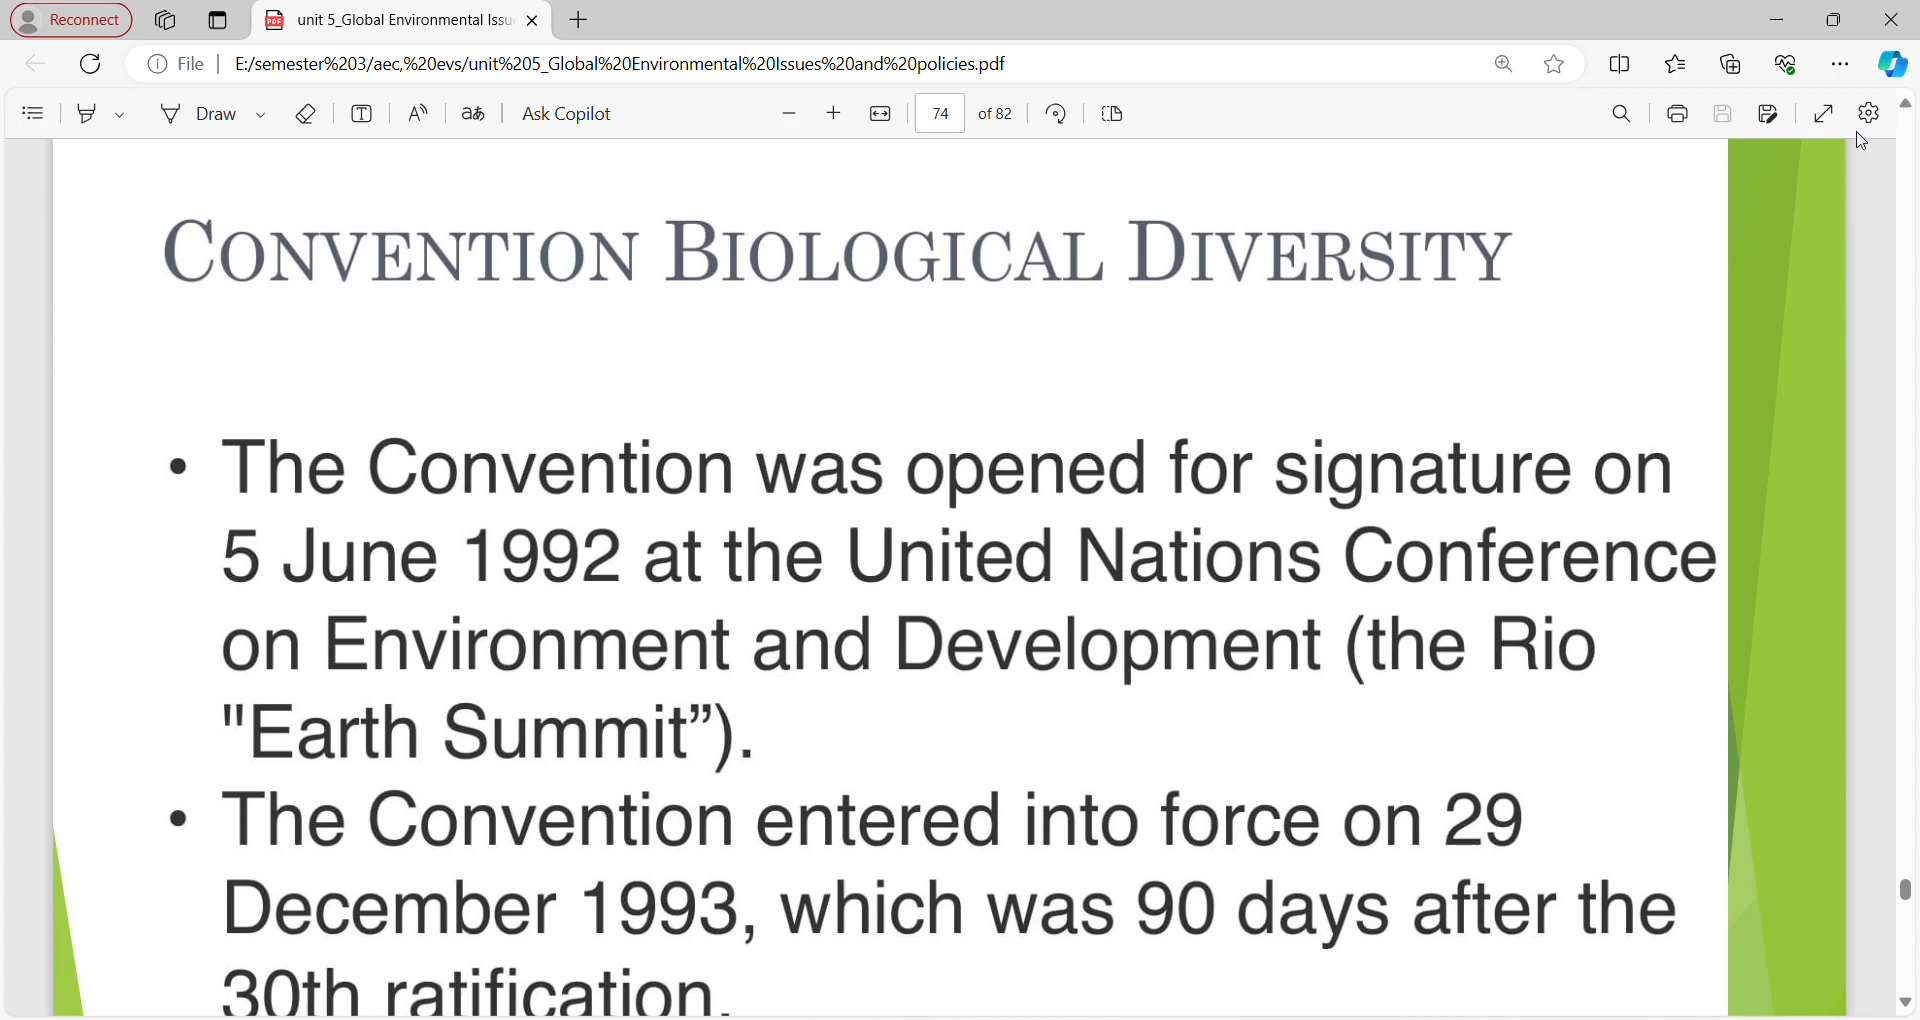 Reconnect
unit 5_Global Environmental Issu
File
E:/semester%203/aec,%20evs/unit%205_Global%20Environmental%20Issues%20and%20policies.pdf
Draw
aあ
Ask Copilot
74 of 82
CONVENTION BIOLOGICAL DIVERSITY
• The Convention was opened for signature on
5 June 1992 at the United Nations Conference
on Environment and Development (the Rio
"Earth Summit”).
• The Convention entered into force on 29
December 1993, which was 90 days after the
30th ratification.